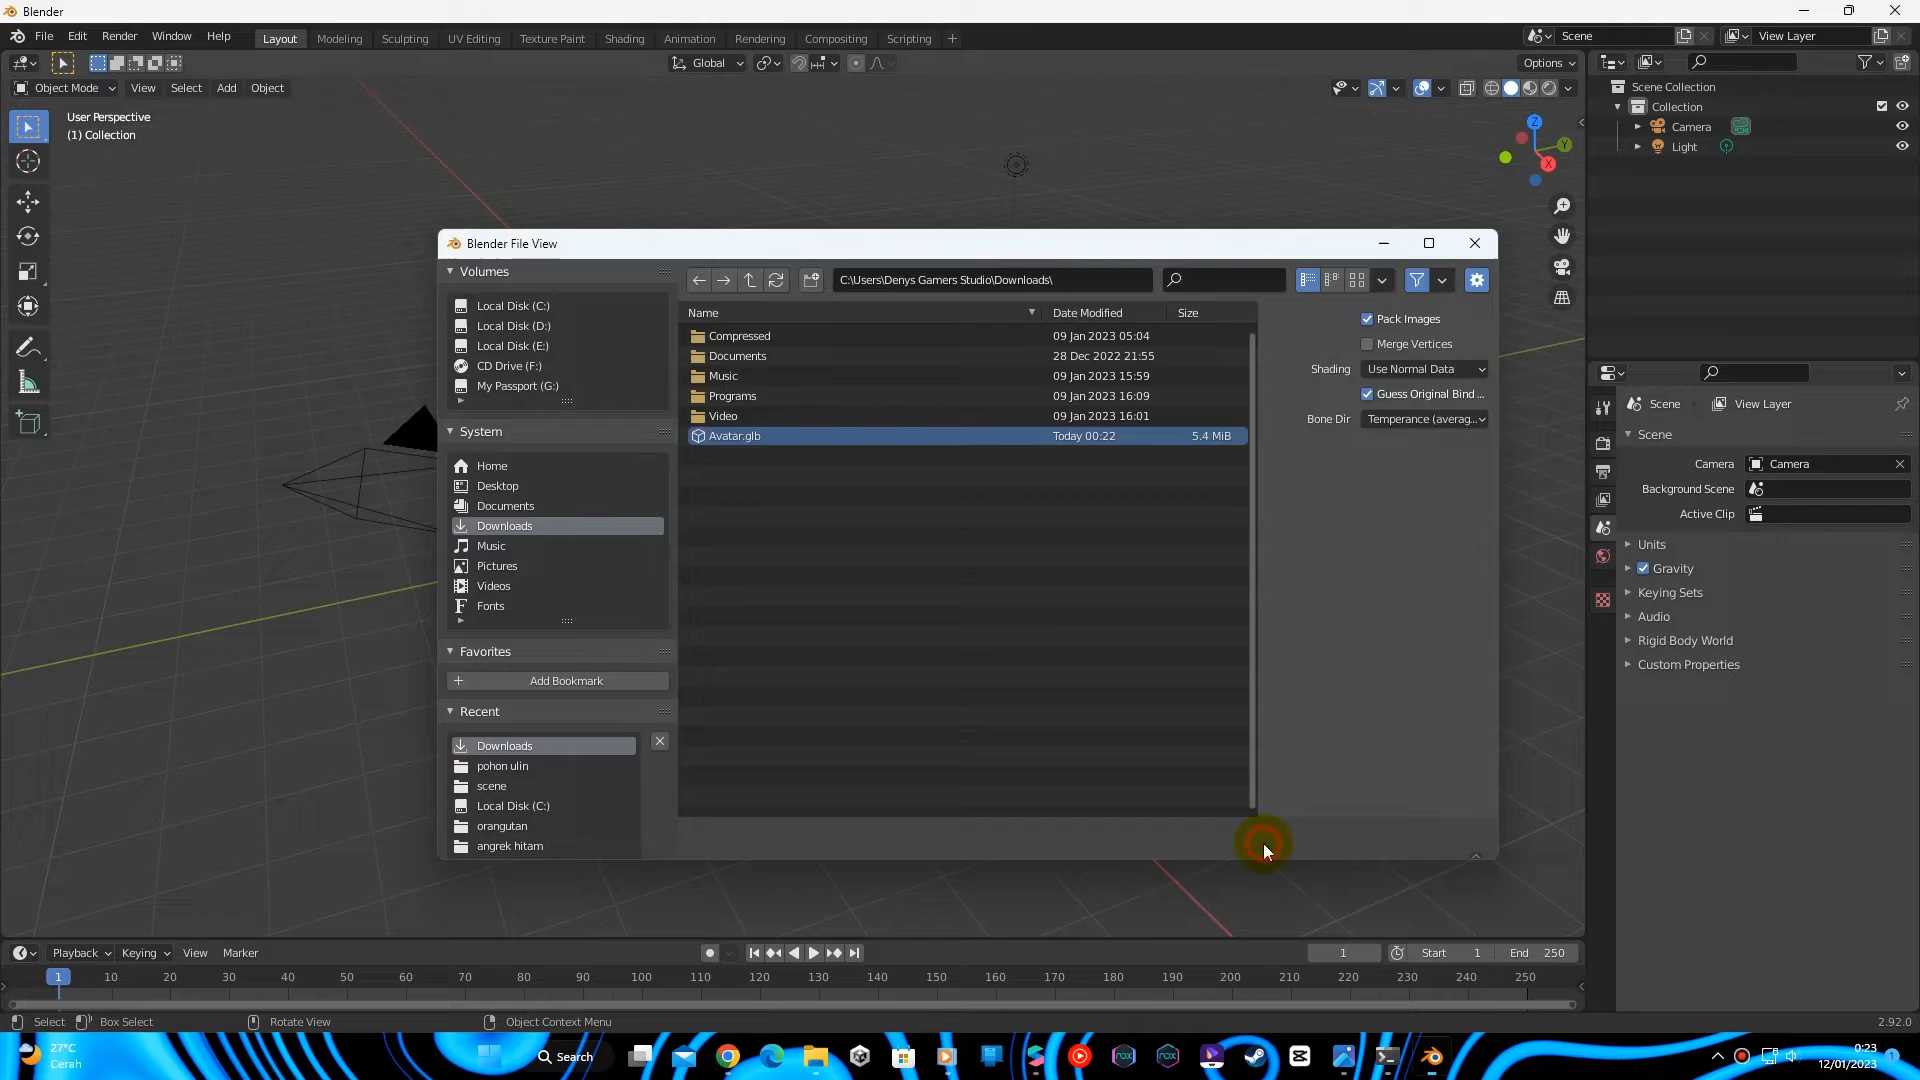 Blender
File Edit Render Window Help Layout Modeling Sculpting UV Editing Texture Paint Shading Animation Rendering Compositing Scripting + Scene View Layer
Global Options
Object Mode View Select Add Object
User Perspective
(1) Collection
Z
Y
X
Scene Collection
Collection
Camera
Light
Blender File View
Volumes
Local Disk (C:)
Local Disk (D:)
Local Disk (E:)
CD Drive (F:)
My Passport (G:)
System
Home
Desktop
Documents
Downloads
Music
Pictures
Videos
Fonts
Favorites
Add Bookmark
Recent
Downloads
pohon ulin
scene
Local Disk (C:)
orangutan
angrek hitam
C:\Users\Denys Gamers Studio\Downloads\
Name Date Modified Size
Compressed 09 Jan 2023 05:04
Documents 28 Dec 2022 21:55
Music 09 Jan 2023 15:59
Programs 09 Jan 2023 16:09
Video 09 Jan 2023 16:01
Avatar.glb Today 00:22 5.4 MiB
Pack Images
Merge Vertices
Shading Use Normal Data
Guess Original Bind ...
Bone Dir Temperance (averag...
Scene View Layer
Scene
Camera Camera
Background Scene
Active Clip
Units
Gravity
Keying Sets
Audio
Rigid Body World
Custom Properties
Playback Keying View Marker 1 Start 1 End 250
1 10 20 30 40 50 60 70 80 90 100 110 120 130 140 150 160 170 180 190 200 210 220 230 240 250
Select Box Select Rotate View Object Context Menu 2.92.0
27°C
Cerah
Search
0:23
12/01/2023
1